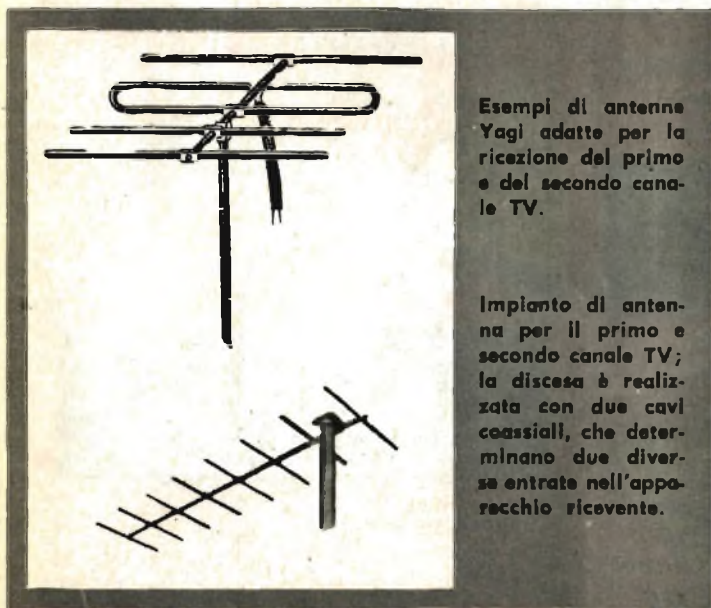 Esempi di antenne
Yagi adatte per la
ricezione del primo
e del secondo cana-
le TV.
Impianto di anten-
na per il primo e
secondo canale TV;
la discesa è realiz-
zata con due cavi
coassiali, che deter-
minano due diver-
se entrate nell'appa-
recchio ricevente.